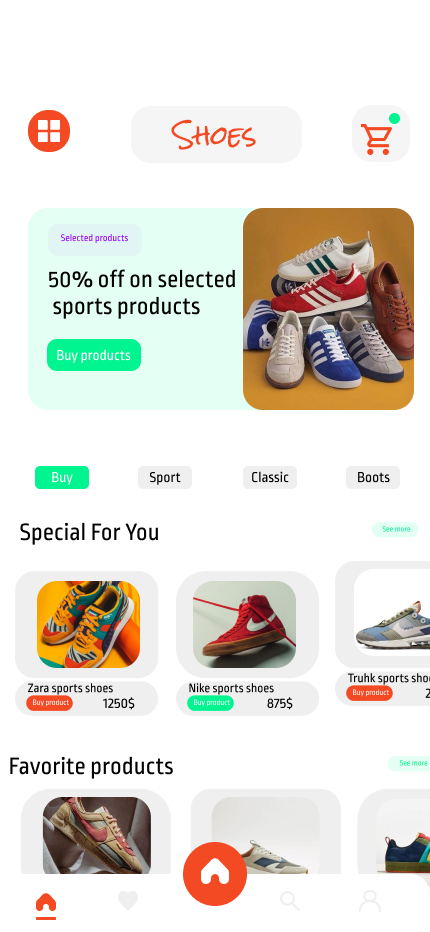 SHOES
Selected products
50% off on selected
sports products
Buy products
Buy
Sport
Classic
Boots
Special For You
See more
Zara sports shoes
Buy product
1250$
Nike sports shoes
Buy product
875$
Truhk sports shoe
Buy product
2
Favorite products
See more